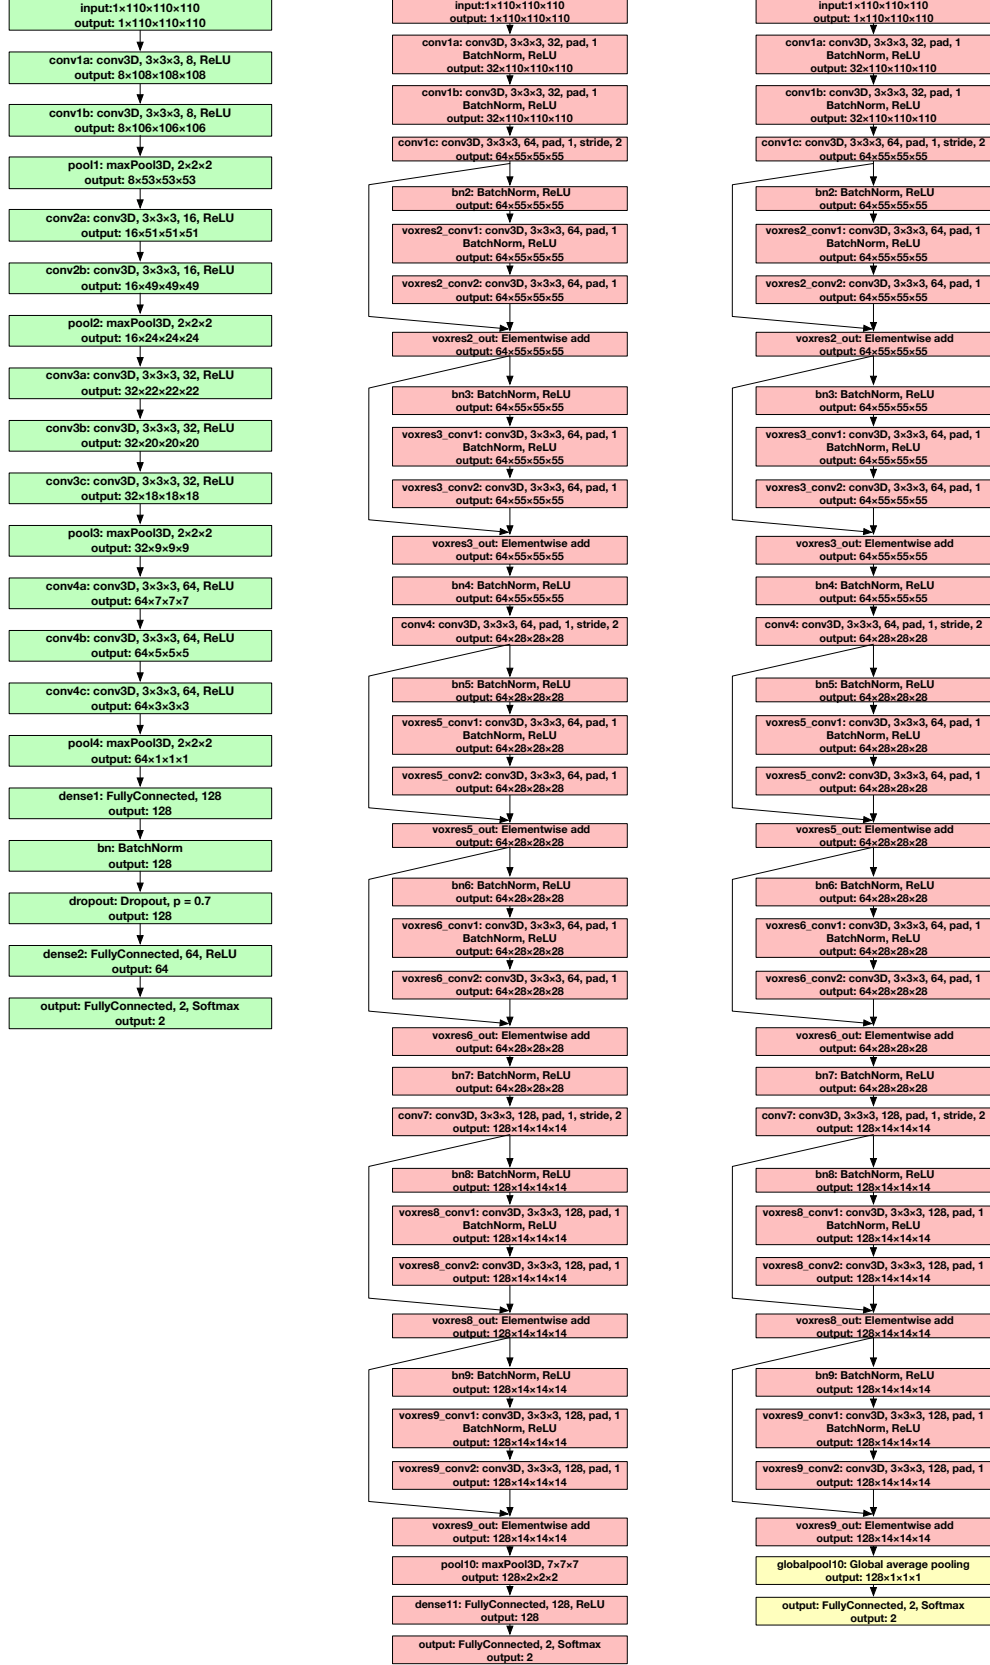 input:1×110×110×110
output: 1×110×110×110
conv1a: conv3D, 3×3×3, 8, ReLU
output: 8×108×108×108
conv1b: conv3D, 3×3×3, 8, ReLU
output: 8×106×106×106
pool1: maxPool3D, 2×2×2
output: 8×53×53×53
conv2a: conv3D, 3×3×3, 16, ReLU
output: 16×51×51×51
conv2b: conv3D, 3×3×3, 16, ReLU
output: 16×49×49×49
pool2: maxPool3D, 2×2×2
output: 16×24×24×24
conv3a: conv3D, 3×3×3, 32, ReLU
output: 32×22×22×22
conv3b: conv3D, 3×3×3, 32, ReLU
output: 32×20×20×20
conv3c: conv3D, 3×3×3, 32, ReLU
output: 32×18×18×18
pool3: maxPool3D, 2×2×2
output: 32×9×9×9
conv4a: conv3D, 3×3×3, 64, ReLU
output: 64×7×7×7
conv4b: conv3D, 3×3×3, 64, ReLU
output: 64×5×5×5
conv4c: conv3D, 3×3×3, 64, ReLU
output: 64×3×3×3
pool4: maxPool3D, 2×2×2
output: 64×1×1×1
dense1: FullyConnected, 128
output: 128
bn: BatchNorm
output: 128
dropout: Dropout, p = 0.7
output: 128
dense2: FullyConnected, 64, ReLU
output: 64
output: FullyConnected, 2, Softmax
output: 2
input:1×110×110×110
output: 1×110×110×110
conv1a: conv3D, 3×3×3, 32, pad, 1
BatchNorm, ReLU
output: 32×110×110×110
conv1b: conv3D, 3×3×3, 32, pad, 1
BatchNorm, ReLU
output: 32×110×110×110
conv1c: conv3D, 3×3×3, 64, pad, 1, stride, 2
output: 64×55×55×55
bn2: BatchNorm, ReLU
output: 64×55×55×55
voxres2_conv1: conv3D, 3×3×3, 64, pad, 1
BatchNorm, ReLU
output: 64×55×55×55
voxres2_conv2: conv3D, 3×3×3, 64, pad, 1
output: 64×55×55×55
voxres2_out: Elementwise add
output: 64×55×55×55
bn3: BatchNorm, ReLU
output: 64×55×55×55
voxres3_conv1: conv3D, 3×3×3, 64, pad, 1
BatchNorm, ReLU
output: 64×55×55×55
voxres3_conv2: conv3D, 3×3×3, 64, pad, 1
output: 64×55×55×55
voxres3_out: Elementwise add
output: 64×55×55×55
bn4: BatchNorm, ReLU
output: 64×55×55×55
conv4: conv3D, 3×3×3, 64, pad, 1, stride, 2
output: 64×28×28×28
bn5: BatchNorm, ReLU
output: 64×28×28×28
voxres5_conv1: conv3D, 3×3×3, 64, pad, 1
BatchNorm, ReLU
output: 64×28×28×28
voxres5_conv2: conv3D, 3×3×3, 64, pad, 1
output: 64×28×28×28
voxres5_out: Elementwise add
output: 64×28×28×28
bn6: BatchNorm, ReLU
output: 64×28×28×28
voxres6_conv1: conv3D, 3×3×3, 64, pad, 1
BatchNorm, ReLU
output: 64×28×28×28
voxres6_conv2: conv3D, 3×3×3, 64, pad, 1
output: 64×28×28×28
voxres6_out: Elementwise add
output: 64×28×28×28
bn7: BatchNorm, ReLU
output: 64×28×28×28
conv7: conv3D, 3×3×3, 128, pad, 1, stride, 2
output: 128×14×14×14
bn8: BatchNorm, ReLU
output: 128×14×14×14
voxres8_conv1: conv3D, 3×3×3, 128, pad, 1
BatchNorm, ReLU
output: 128×14×14×14
voxres8_conv2: conv3D, 3×3×3, 128, pad, 1
output: 128×14×14×14
voxres8_out: Elementwise add
output: 128×14×14×14
bn9: BatchNorm, ReLU
output: 128×14×14×14
voxres9_conv1: conv3D, 3×3×3, 128, pad, 1
BatchNorm, ReLU
output: 128×14×14×14
voxres9_conv2: conv3D, 3×3×3, 128, pad, 1
output: 128×14×14×14
voxres9_out: Elementwise add
output: 128×14×14×14
pool10: maxPool3D, 7×7×7
output: 128×2×2×2
dense11: FullyConnected, 128, ReLU
output: 128
output: FullyConnected, 2, Softmax
output: 2
input:1×110×110×110
output: 1×110×110×110
conv1a: conv3D, 3×3×3, 32, pad, 1
BatchNorm, ReLU
output: 32×110×110×110
conv1b: conv3D, 3×3×3, 32, pad, 1
BatchNorm, ReLU
output: 32×110×110×110
conv1c: conv3D, 3×3×3, 64, pad, 1, stride, 2
output: 64×55×55×55
bn2: BatchNorm, ReLU
output: 64×55×55×55
voxres2_conv1: conv3D, 3×3×3, 64, pad, 1
BatchNorm, ReLU
output: 64×55×55×55
voxres2_conv2: conv3D, 3×3×3, 64, pad, 1
output: 64×55×55×55
voxres2_out: Elementwise add
output: 64×55×55×55
bn3: BatchNorm, ReLU
output: 64×55×55×55
voxres3_conv1: conv3D, 3×3×3, 64, pad, 1
BatchNorm, ReLU
output: 64×55×55×55
voxres3_conv2: conv3D, 3×3×3, 64, pad, 1
output: 64×55×55×55
voxres3_out: Elementwise add
output: 64×55×55×55
bn4: BatchNorm, ReLU
output: 64×55×55×55
conv4: conv3D, 3×3×3, 64, pad, 1, stride, 2
output: 64×28×28×28
bn5: BatchNorm, ReLU
output: 64×28×28×28
voxres5_conv1: conv3D, 3×3×3, 64, pad, 1
BatchNorm, ReLU
output: 64×28×28×28
voxres5_conv2: conv3D, 3×3×3, 64, pad, 1
output: 64×28×28×28
voxres5_out: Elementwise add
output: 64×28×28×28
bn6: BatchNorm, ReLU
output: 64×28×28×28
voxres6_conv1: conv3D, 3×3×3, 64, pad, 1
BatchNorm, ReLU
output: 64×28×28×28
voxres6_conv2: conv3D, 3×3×3, 64, pad, 1
output: 64×28×28×28
voxres6_out: Elementwise add
output: 64×28×28×28
bn7: BatchNorm, ReLU
output: 64×28×28×28
conv7: conv3D, 3×3×3, 128, pad, 1, stride, 2
output: 128×14×14×14
bn8: BatchNorm, ReLU
output: 128×14×14×14
voxres8_conv1: conv3D, 3×3×3, 128, pad, 1
BatchNorm, ReLU
output: 128×14×14×14
voxres8_conv2: conv3D, 3×3×3, 128, pad, 1
output: 128×14×14×14
voxres8_out: Elementwise add
output: 128×14×14×14
bn9: BatchNorm, ReLU
output: 128×14×14×14
voxres9_conv1: conv3D, 3×3×3, 128, pad, 1
BatchNorm, ReLU
output: 128×14×14×14
voxres9_conv2: conv3D, 3×3×3, 128, pad, 1
output: 128×14×14×14
voxres9_out: Elementwise add
output: 128×14×14×14
globalpool10: Global average pooling
output: 128×1×1×1
output: FullyConnected, 2, Softmax
output: 2